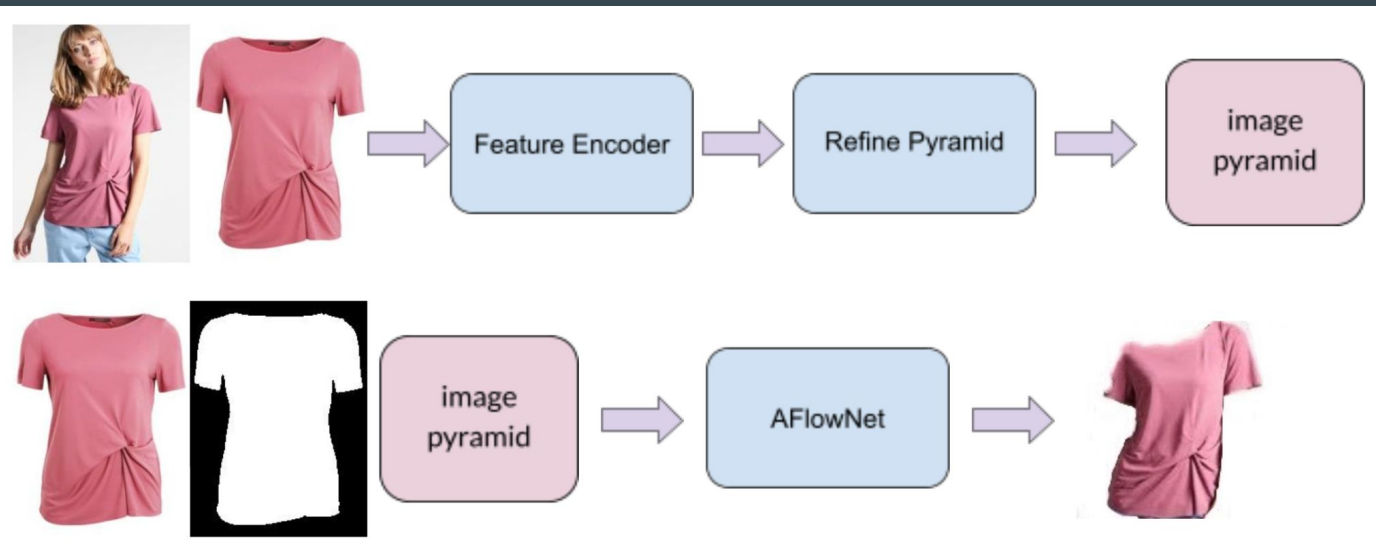 Feature Encoder
Refine Pyramid
image
pyramid
image
pyramid
AFlowNet